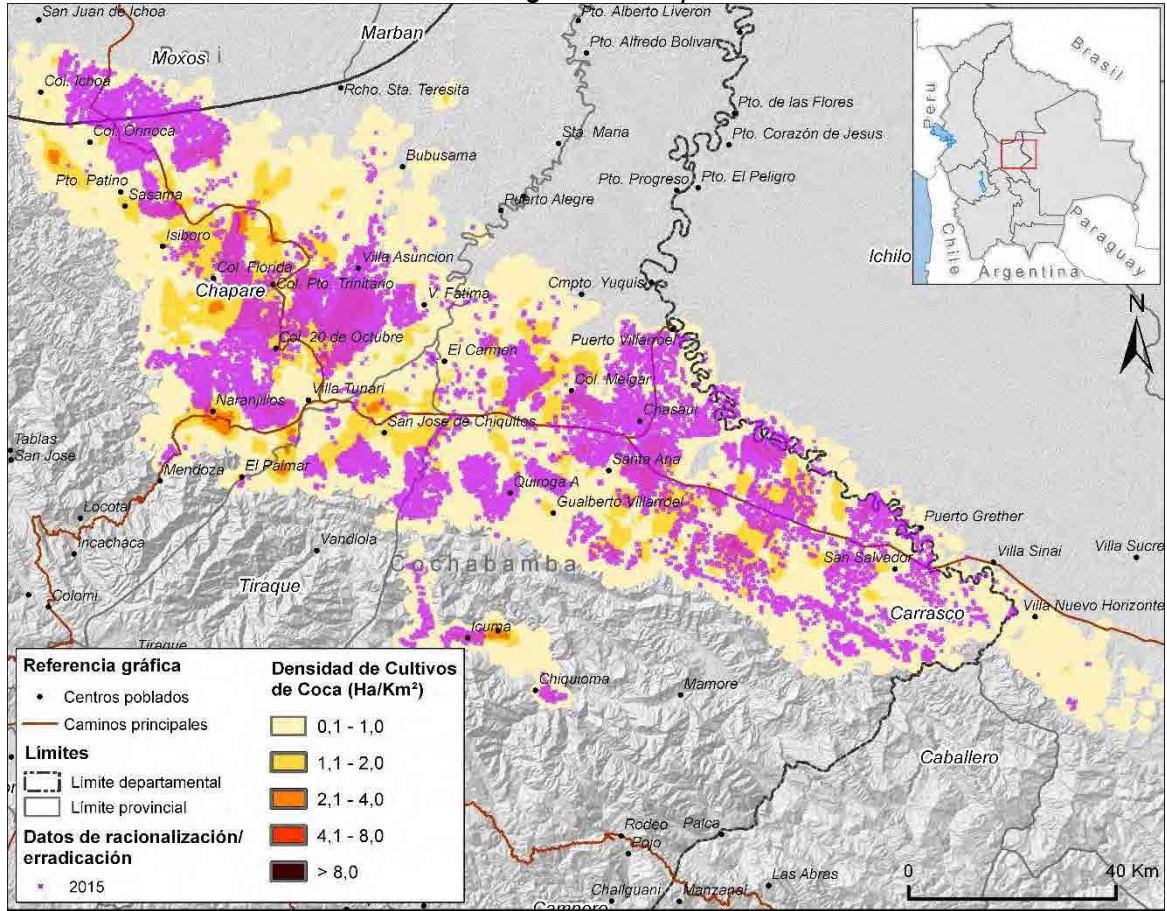 San Juan de Ichoa
Pto. Alberto Liveron
Marban
Moxos
Pto. Alfredo Bolivar
Col. Ichoa
Rcho. Sta. Teresita
Pto. de las Flores
Col. Orinoca
Sta. Maria
Pto. Corazón de Jesus
Bubusama
Pto. Patino
Sasama
Pto. Progreso
Pto. El Peligro
Puerto Alegre
Isiboro
Villa Asuncion
Ichilo
Col. Florida
Chapare
Col. Pto. Trinitario
Cmpto. Yuquis
V. Fatima
Col. 20 de Octubre
El Carmen
Puerto Villarroel
Villa Tunari
Col. Melgar
Naranjillos
Chasaui
San Jose de Chiquitos
Tablas
San Jose
Mendoza
El Palmar
Santa Ana
Quiroga A
Locotal
Gualberto Villarroel
Puerto Grether
Incachaca
Vandiola
Villa Sinai
Villa Sucre
Cochabamba
San Salvador
Tiraque
Colomi
Carrasco
Villa Nuevo Horizonte
Icuma
Tiraque
Chiquioma
Mamore
Caballero
Rodeo
Palca
Pojo
Las Abras
Challguani
Manzanal
Campero
Referencia gráfica
Centros poblados
Caminos principales
Límites
Límite departamental
Límite provincial
Datos de racionalización/
erradicación
2015
Densidad de Cultivos
de Coca (Ha/Km²)
0,1 - 1,0
1,1 - 2,0
2,1 - 4,0
4,1 - 8,0
> 8,0
Brasil
Peru
Chile
Paraguay
Argentina
N
0
40 Km